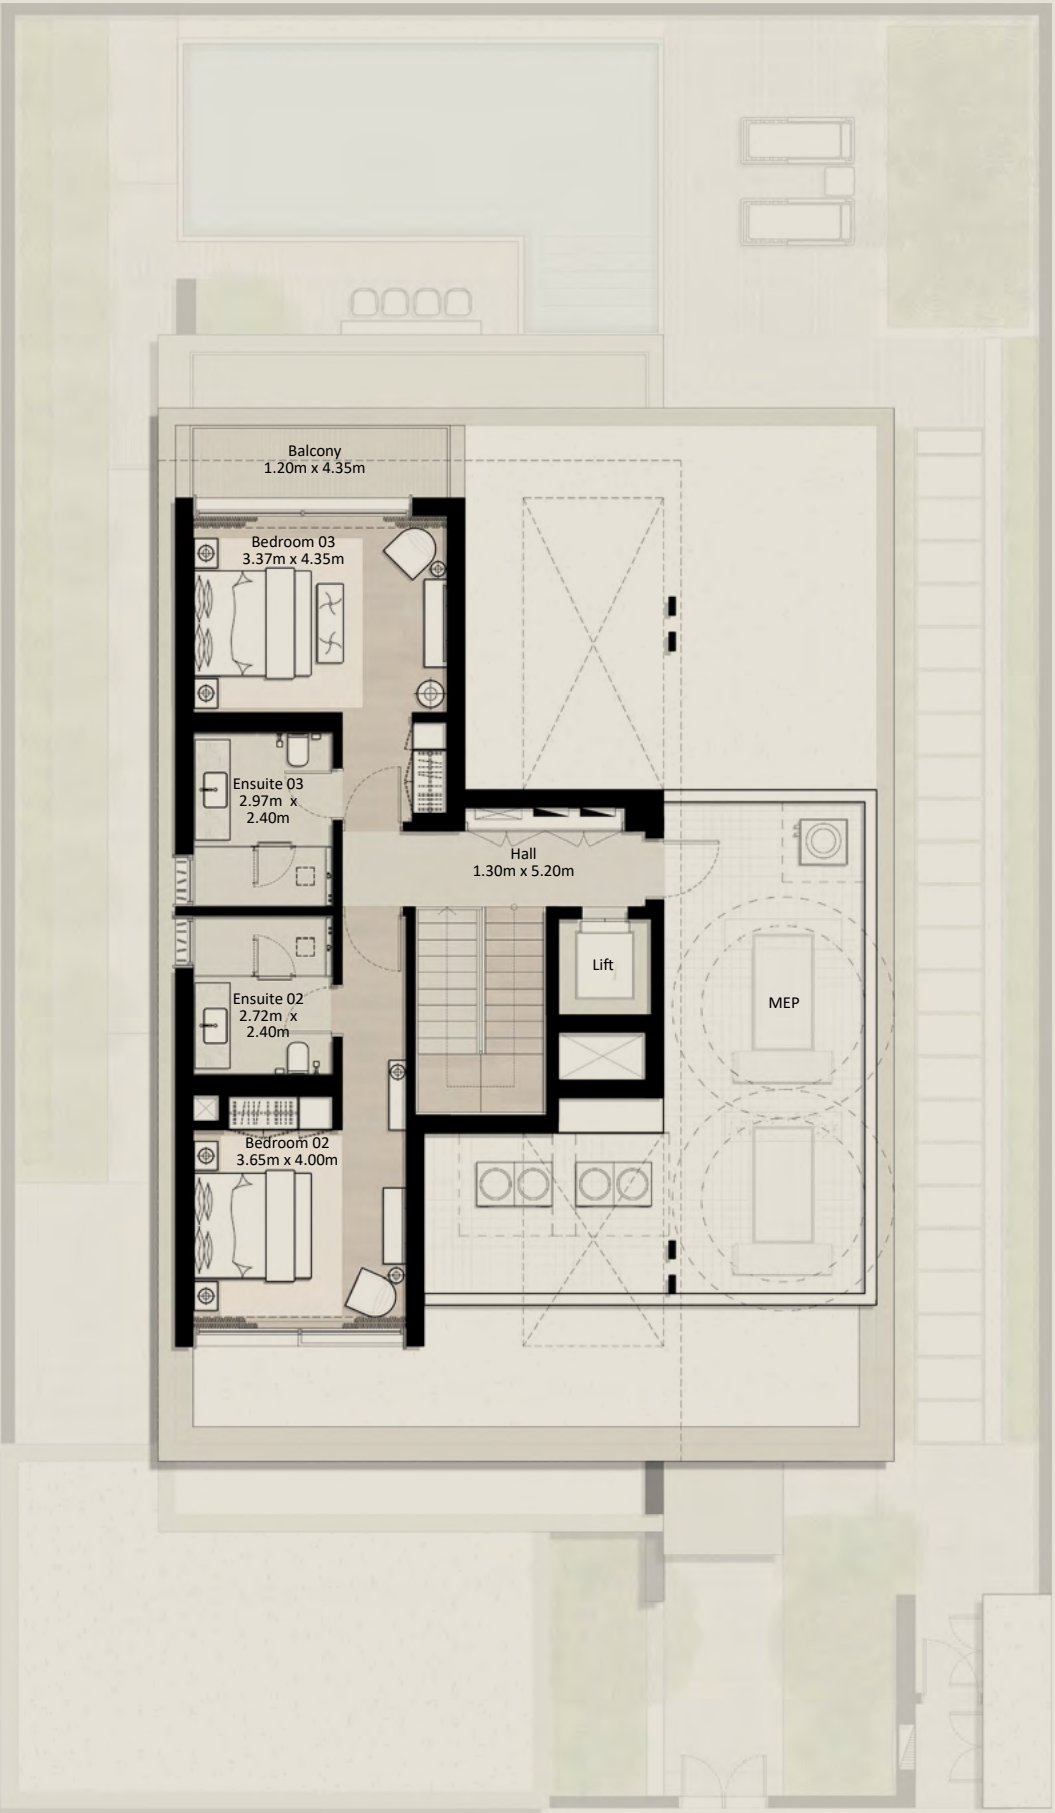 Balcony
1.20m x 4.35m
Bedroom 03
3.37m x 4.35m
Ensuite 03
2.97m x
2.40m
Hall
1.30m x 5.20m
Lift
MEP
Ensuite 02
2.72m x
2.40m
Bedroom 02
3.65m x 4.00m